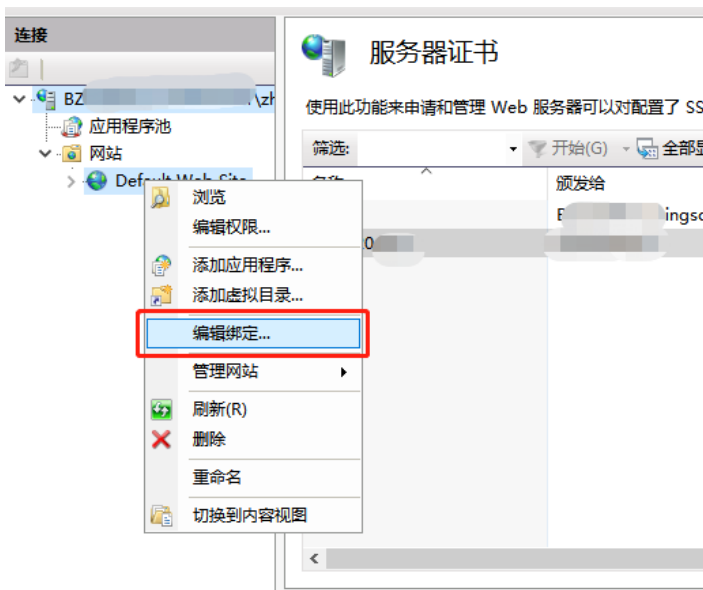 连接
服务器证书
BZ
\zh
使用此功能来申请和管理 Web 服务器可以对配置了 SS
应用程序池
网站
筛选:
开始(G)
全部显
Default Web Site
名称
颁发给
浏览
编辑权限...
ingsc
添加应用程序...
添加虚拟目录...
编辑绑定...
管理网站
刷新(R)
删除
重命名
切换到内容视图